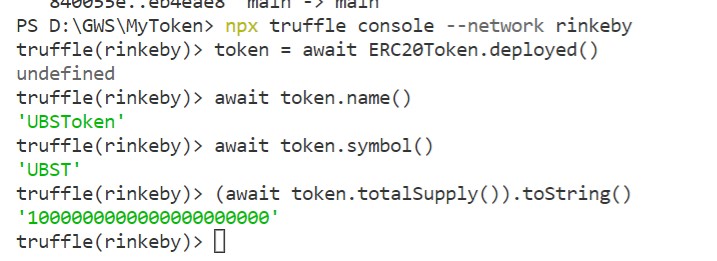 840055e..eb4eae8  main -> main
PS D:\GWS\MyToken> npx truffle console --network rinkeby
truffle(rinkeby)> token = await ERC20Token.deployed()
undefined
truffle(rinkeby)> await token.name()
'UBSToken'
truffle(rinkeby)> await token.symbol()
'UBST'
truffle(rinkeby)> (await token.totalSupply()).toString()
'1000000000000000000000'
truffle(rinkeby)>